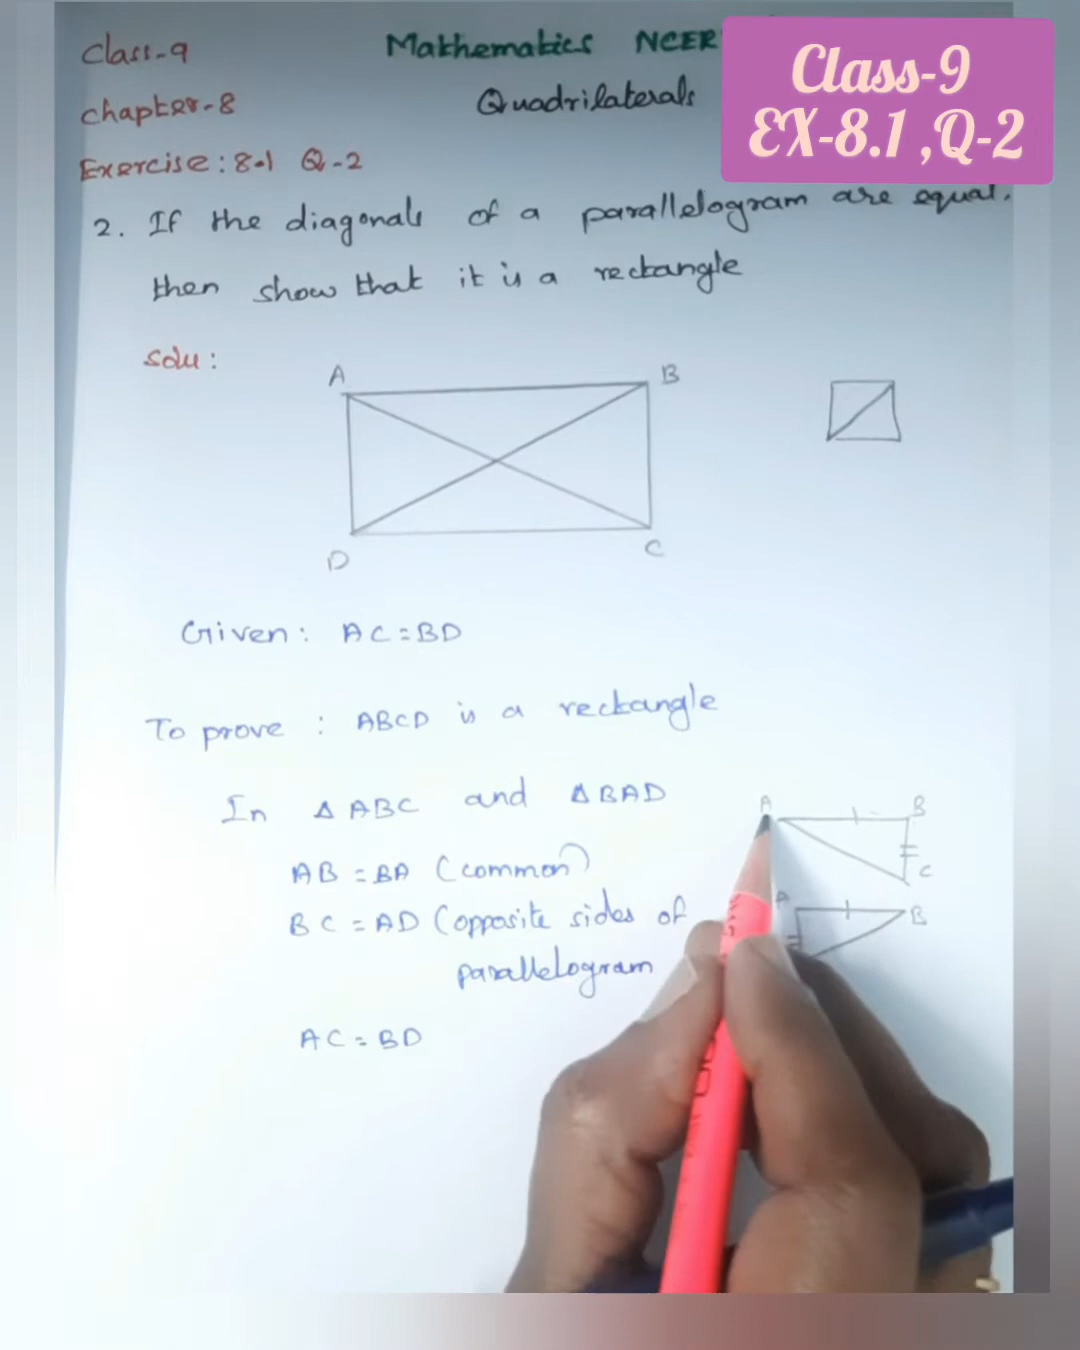 Class-9
Mathematics NCER
Class-9
EX-8.1 ,Q-2
chapter-8
Quadrilaterals
Exercise: 8.1 Q-2
2. If the diagonals of a parallelogram are equal,
then show that it is a rectangle
Solu:
A B
D C
Given: AC=BD
To prove : ABCD is a rectangle
In ∆ ABC and ∆BAD
A B
AB = BA (common)
C
BC = AD (opposite sides of
A B
parallelogram
AC = BD